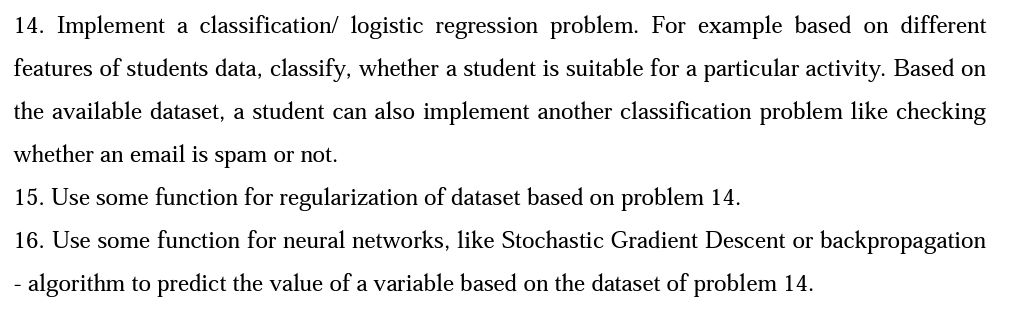 14. Implement a classification/ logistic regression problem. For example based on different
features of students data, classify, whether a student is suitable for a particular activity. Based on
the available dataset, a student can also implement another classification problem like checking
whether an email is spam or not.
15. Use some function for regularization of dataset based on problem 14.
16. Use some function for neural networks, like Stochastic Gradient Descent or backpropagation
- algorithm to predict the value of a variable based on the dataset of problem 14.